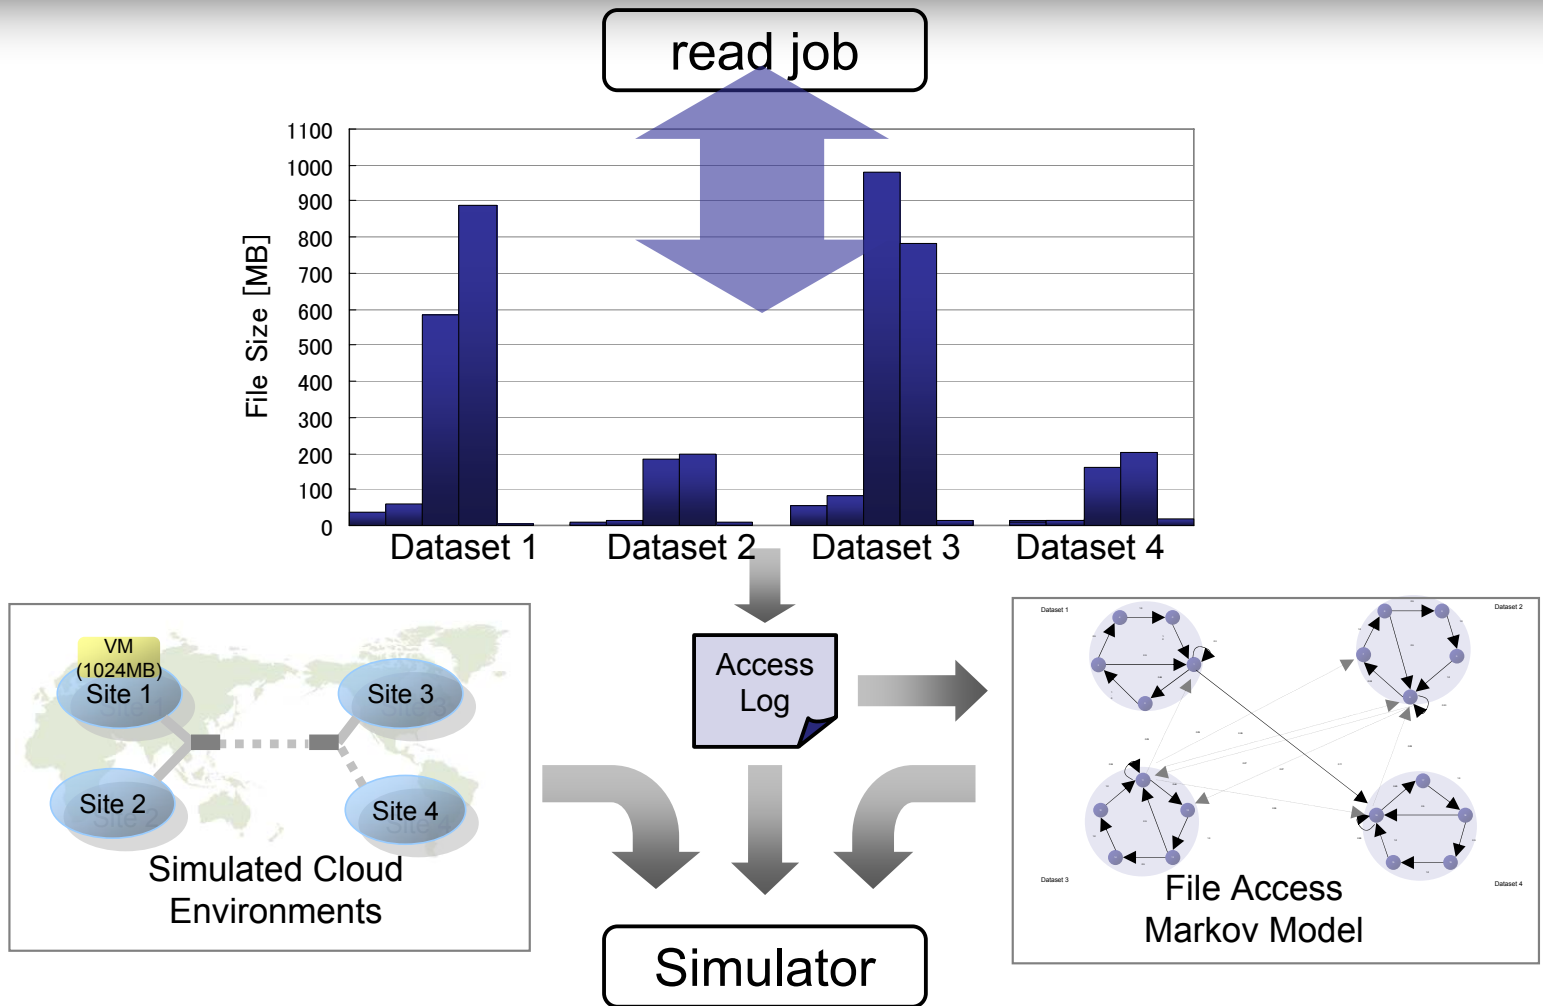 read job
1100
1000
900
800
700
600
500
400
300
200
100
0
File Size [MB]
Dataset 1
Dataset 2
Dataset 3
Dataset 4
VM
(1024MB)
Site 1
Site 2
Site 3
Site 4
Simulated Cloud
Environments
Access
Log
Dataset 1
Dataset 2
Dataset 3
Dataset 4
File Access
Markov Model
Simulator